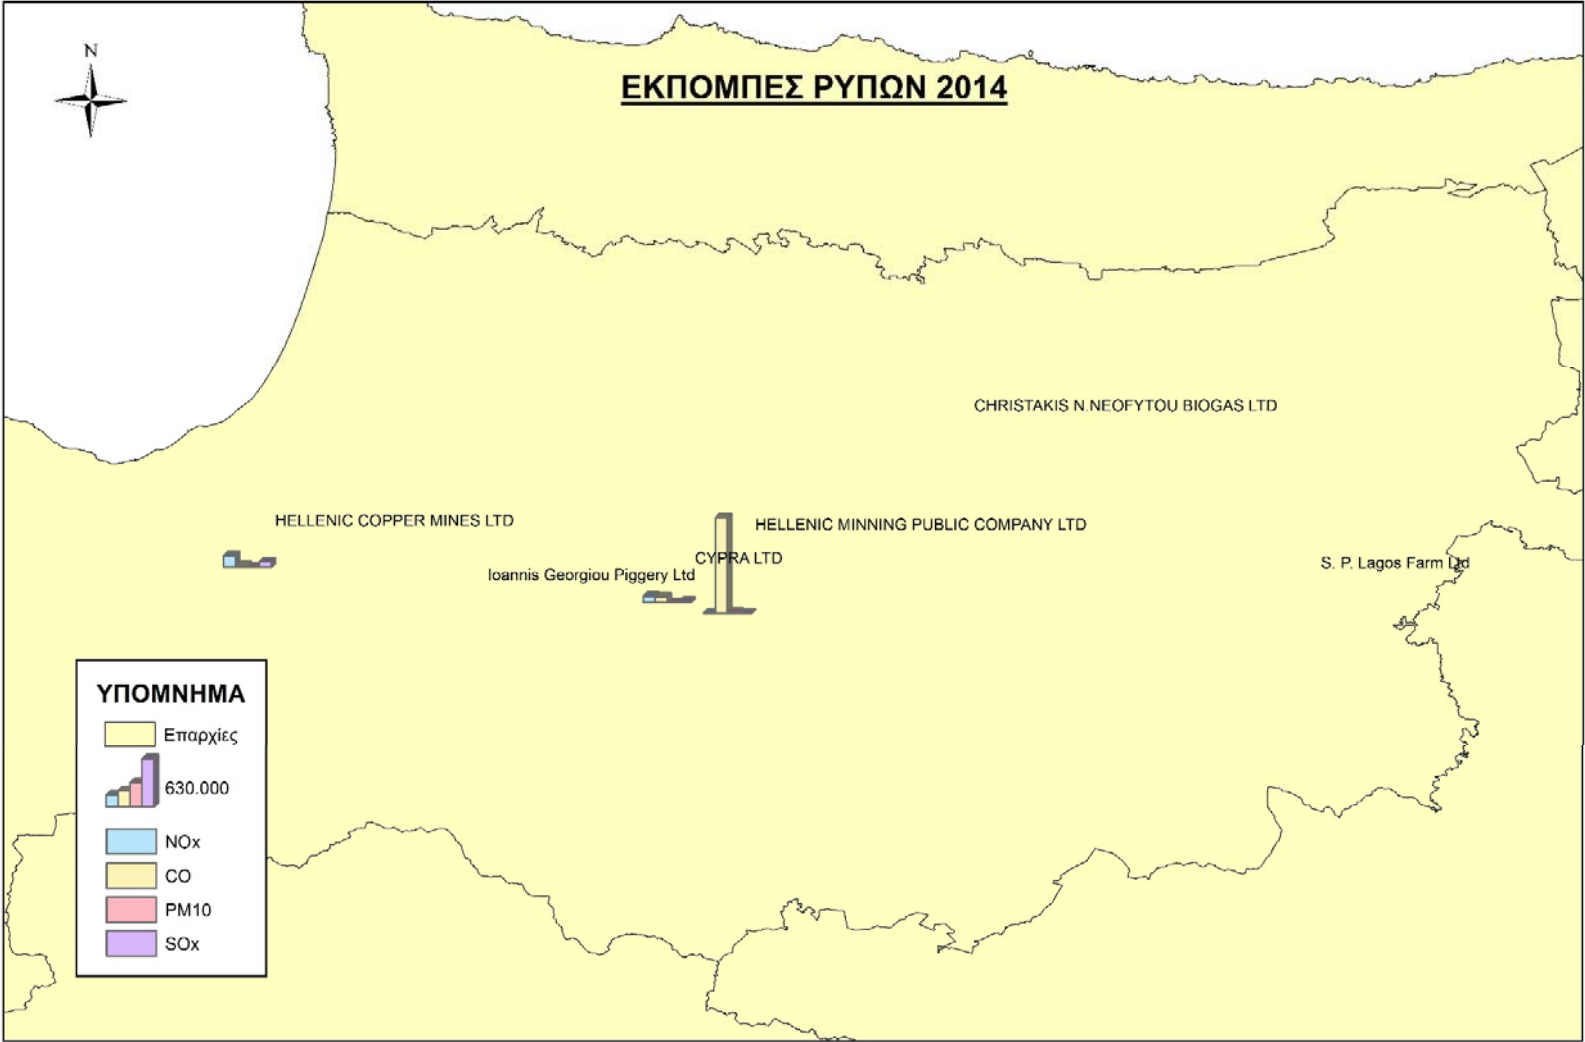 N
ΕΚΠΟΜΠΕΣ ΡΥΠΩΝ 2014
CHRISTAKIS N.NEOFYTOU BIOGAS LTD
HELLENIC COPPER MINES LTD
HELLENIC MINNING PUBLIC COMPANY LTD
CYPRA LTD
Ioannis Georgiou Piggery Ltd
S. P. Lagos Farm Ltd
ΥΠΟΜΝΗΜΑ
Επαρχίες
630.000
NOx
CO
PM10
SOx